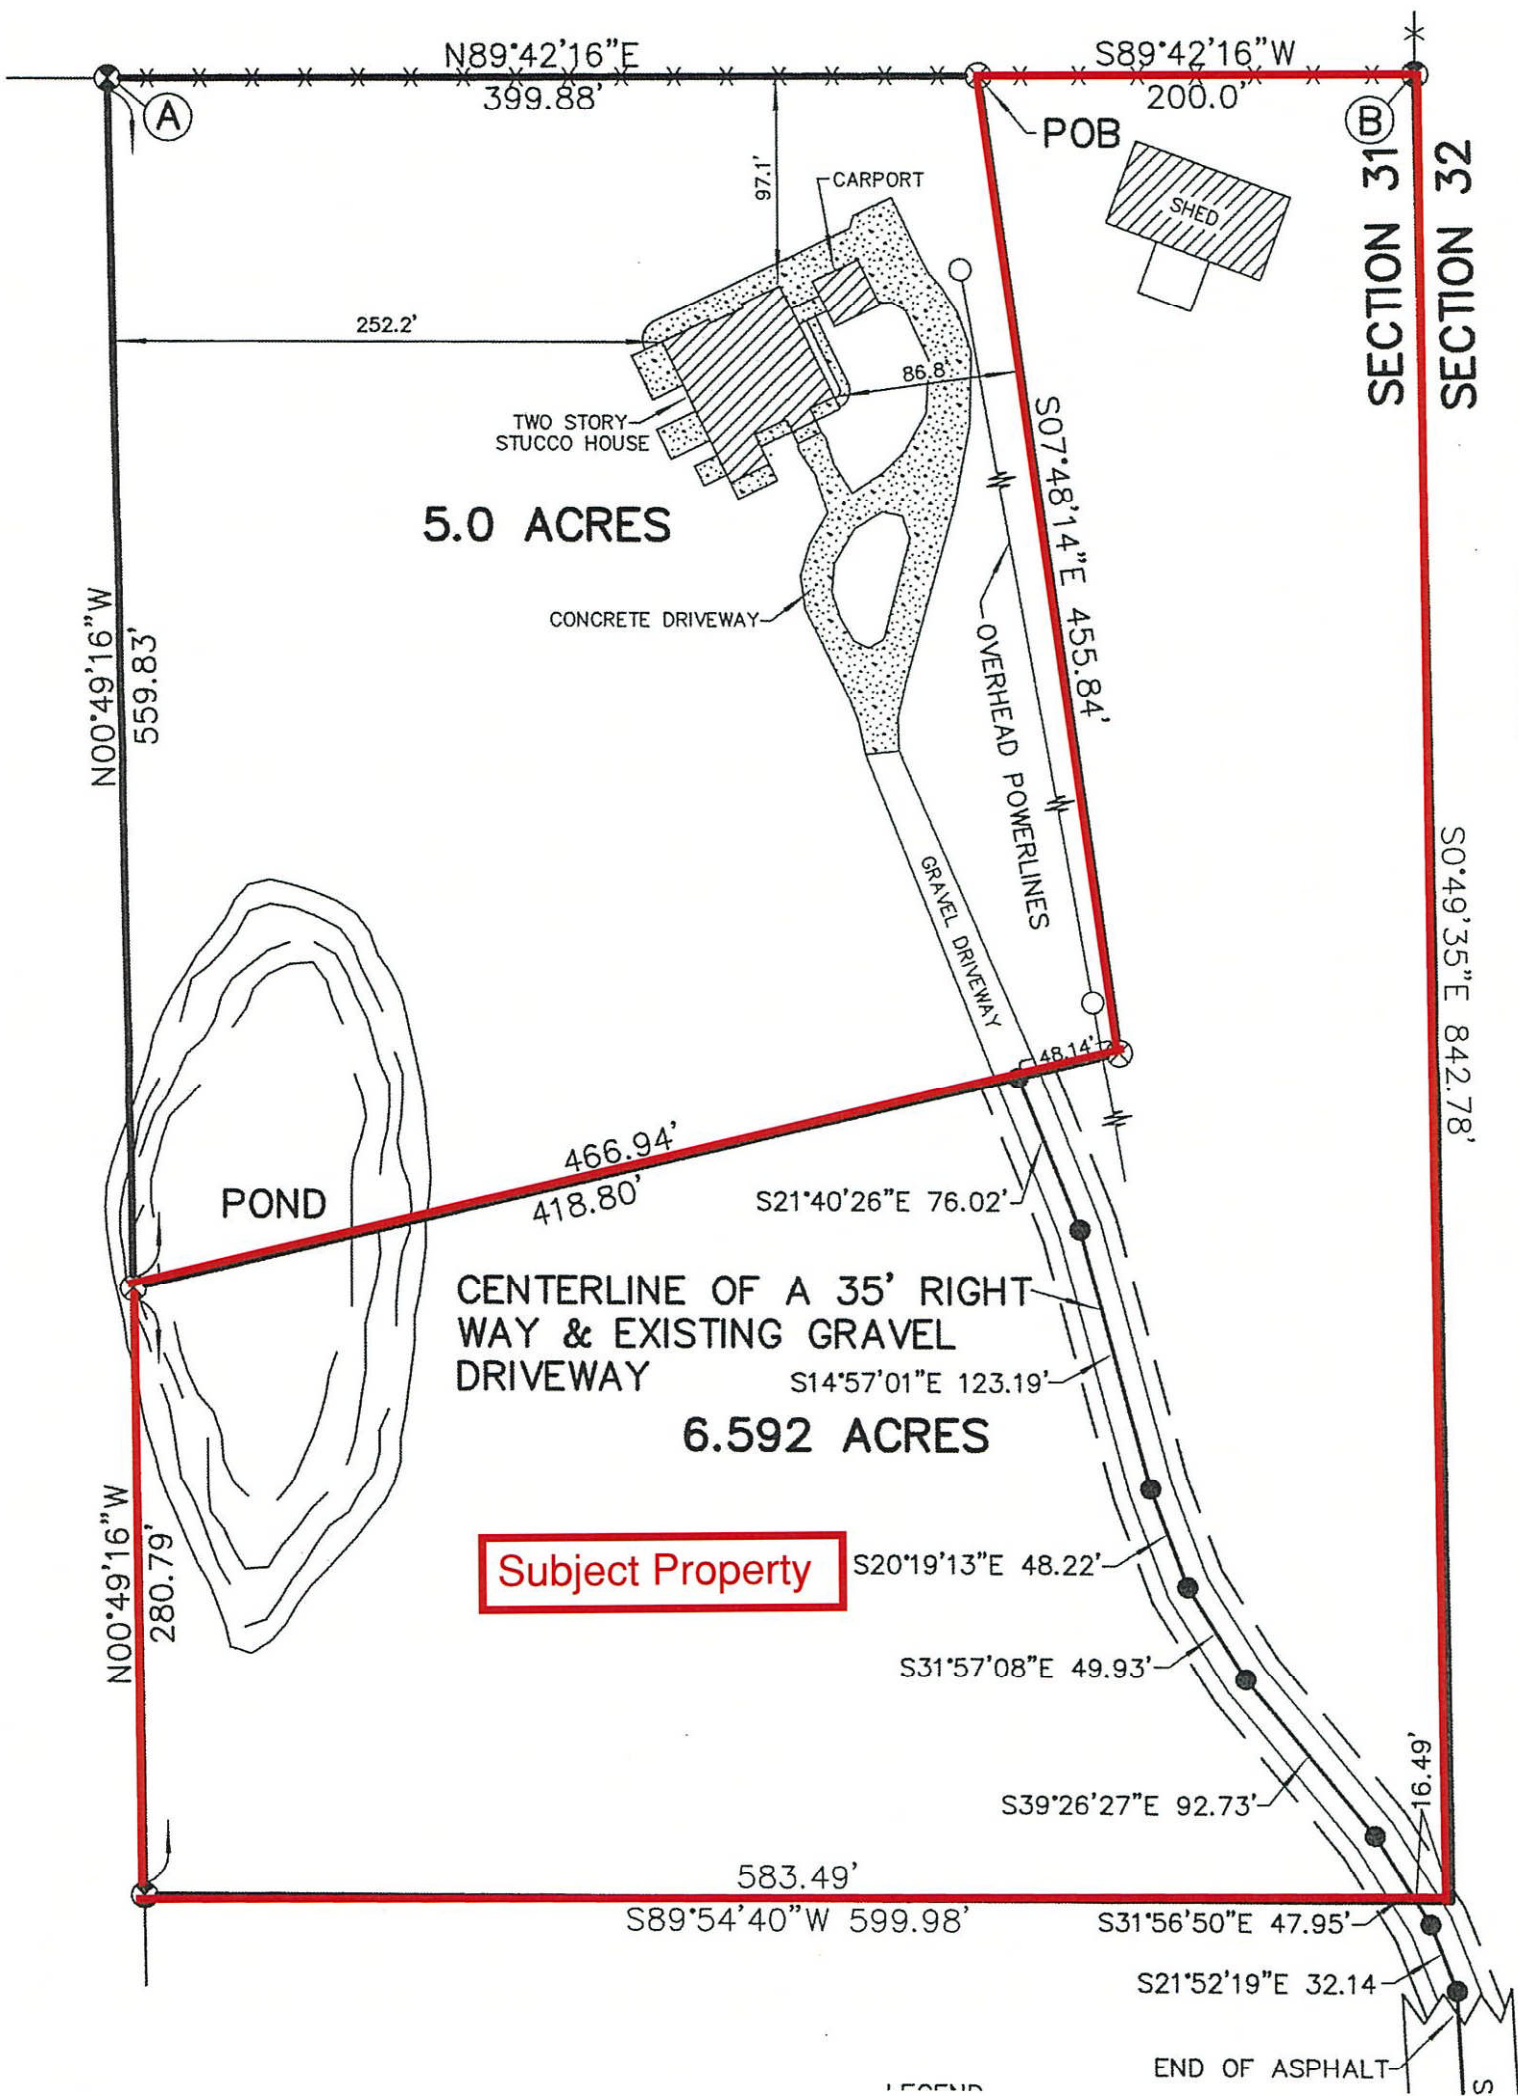 N89°42'16"E
399.88'
S89°42'16"W
200.0'
A
B
POB
97.1'
CARPORT
SHED
SECTION 31
SECTION 32
252.2'
86.8'
TWO STORY
STUCCO HOUSE
S07°48'14"E 455.84'
5.0 ACRES
CONCRETE DRIVEWAY
OVERHEAD POWERLINES
N00°49'16"W
559.83'
GRAVEL DRIVEWAY
S0°49'35"E 842.78'
48.14'
466.94'
418.80'
POND
S21°40'26"E 76.02'
CENTERLINE OF A 35' RIGHT
WAY & EXISTING GRAVEL
DRIVEWAY
S14°57'01"E 123.19'
6.592 ACRES
N00°49'16"W
280.79'
Subject Property
S20°19'13"E 48.22'
S31°57'08"E 49.93'
S39°26'27"E 92.73'
16.49'
583.49'
S89°54'40"W 599.98'
S31°56'50"E 47.95'
S21°52'19"E 32.14
END OF ASPHALT
S